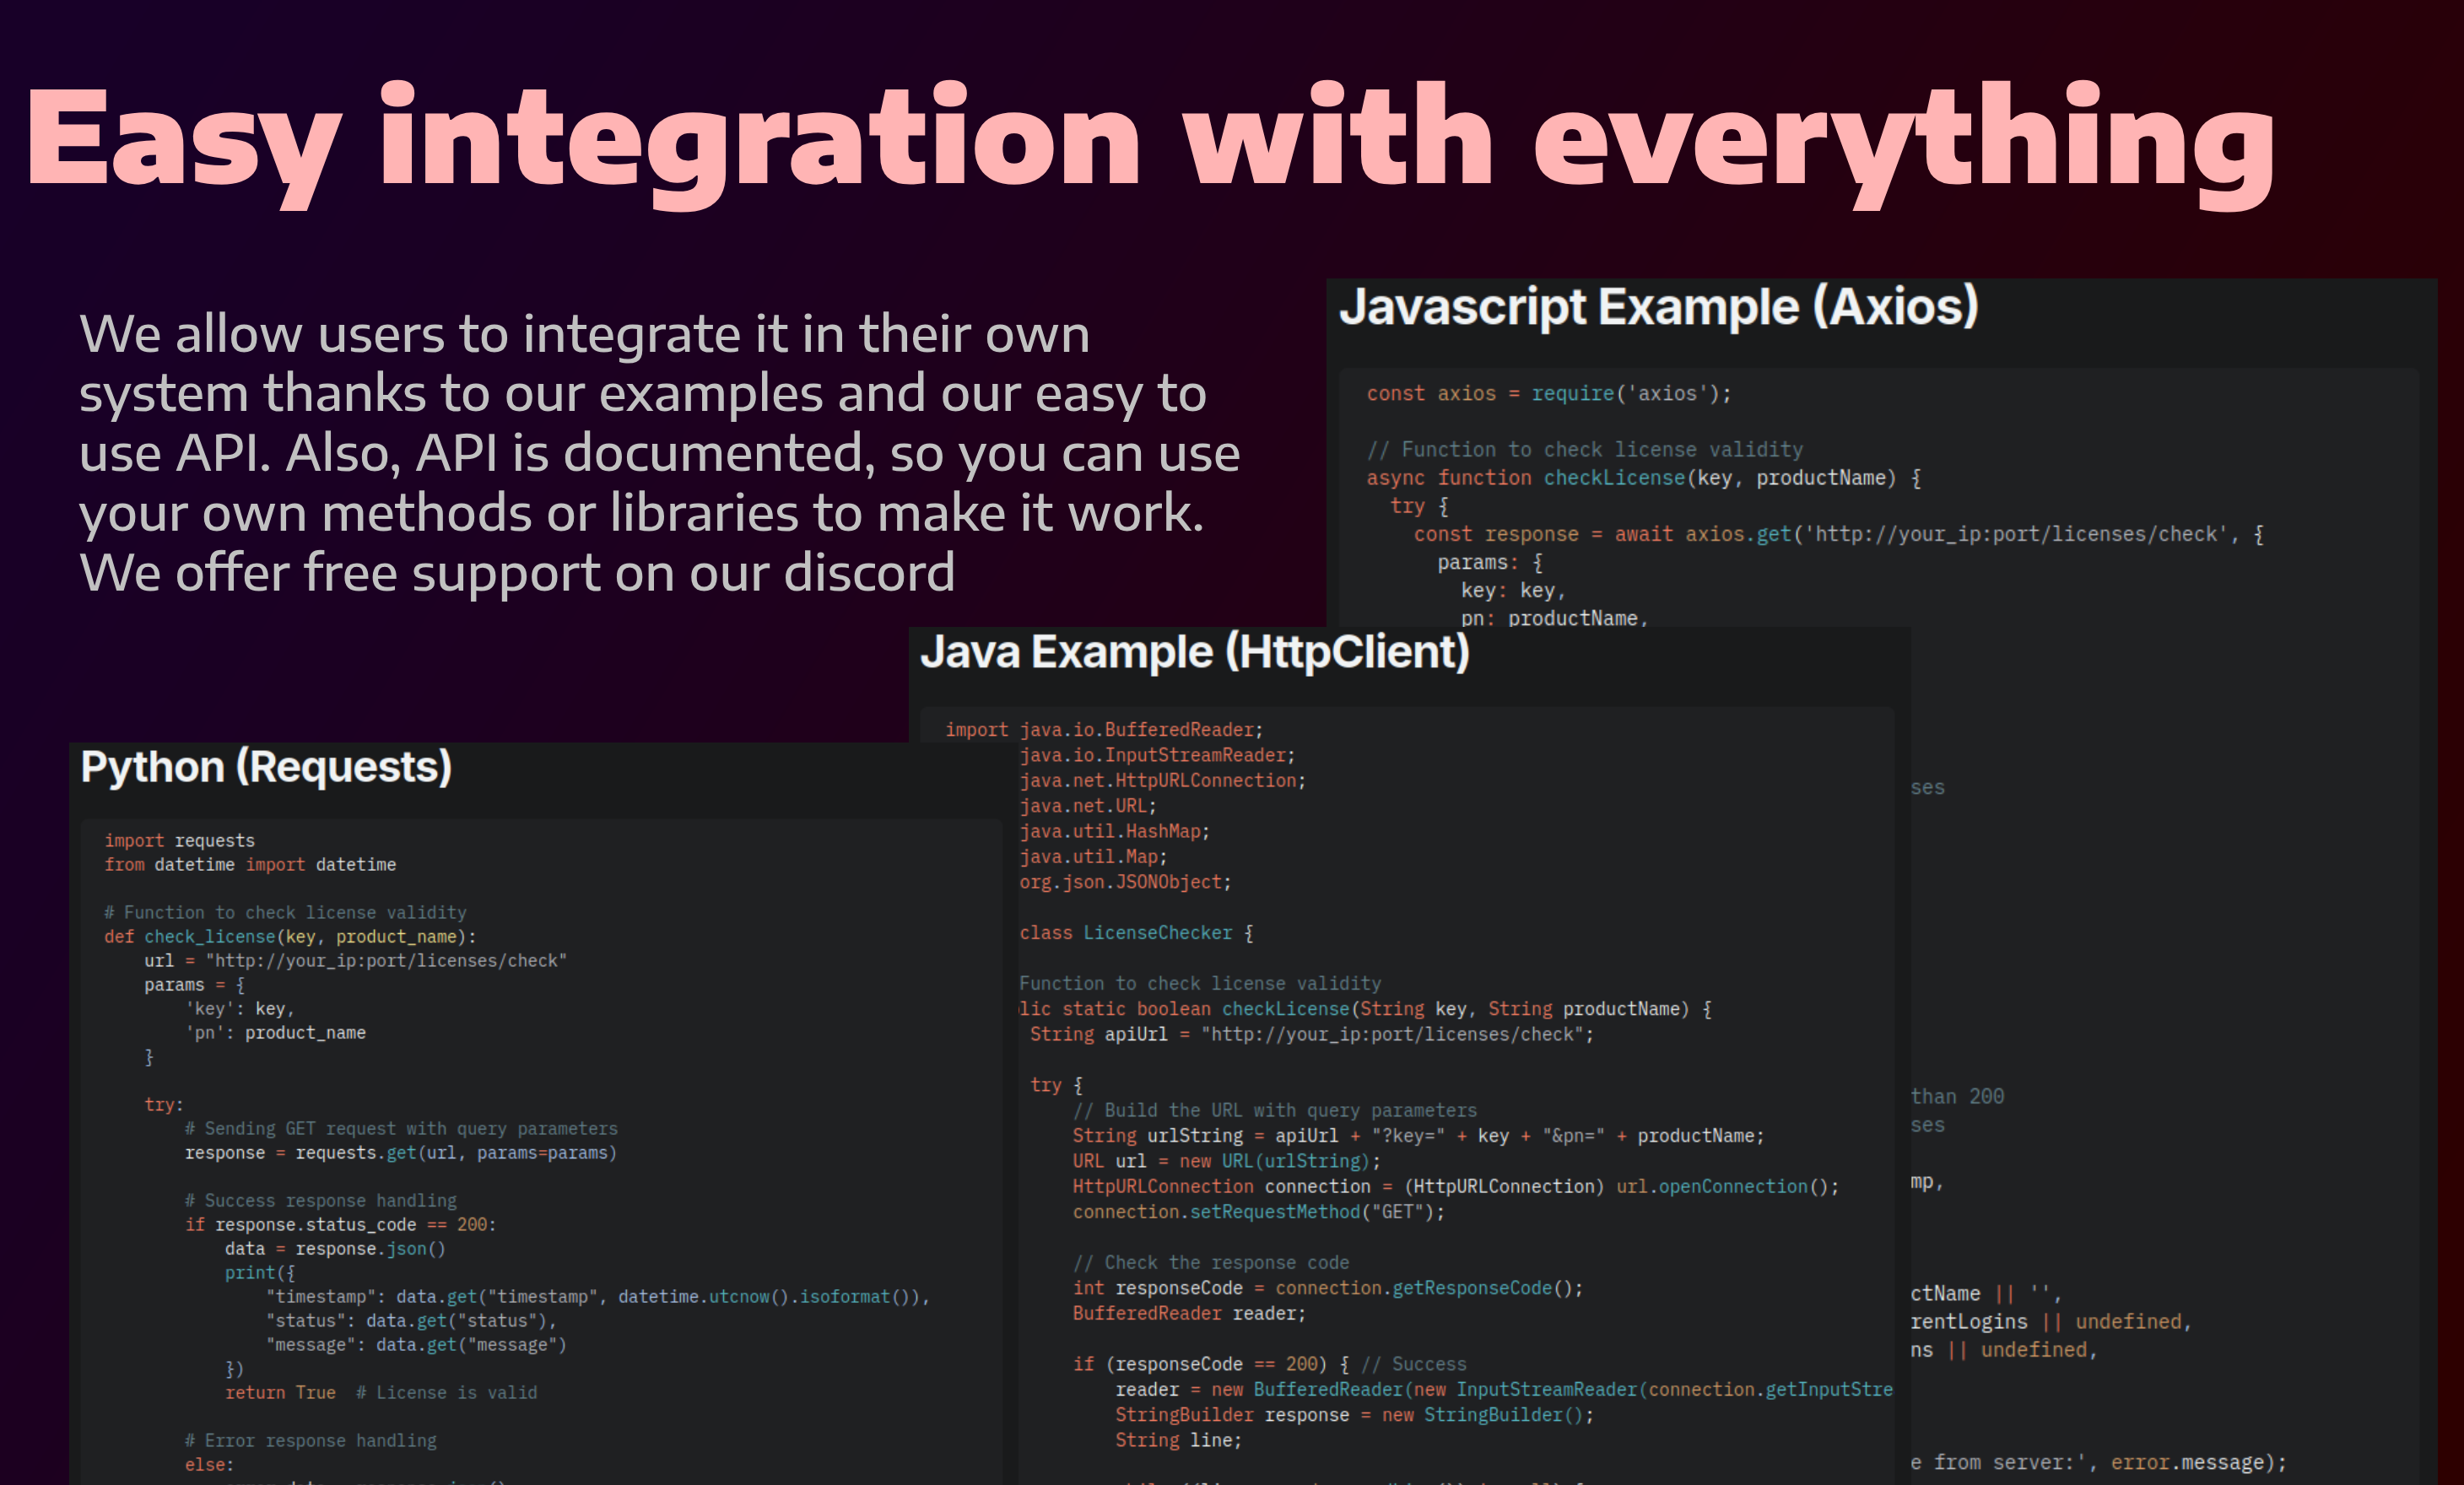 Easy integration with everything
We allow users to integrate it in their own
system thanks to our examples and our easy to
use API. Also, API is documented, so you can use
your own methods or libraries to make it work.
We offer free support on our discord
Javascript Example (Axios)
const axios = require('axios');
// Function to check license validity
async function checkLicense(key, productName) {
try {
const response = await axios.get('http://your_ip:port/licenses/check', {
params: {
key: key,
pn: productName,
ses
than 200
ses
mp,
ctName || '',
rentLogins || undefined,
ns || undefined,
e from server:', error.message);
Java Example (HttpClient)
import java.io.BufferedReader;
java.io.InputStreamReader;
java.net.HttpURLConnection;
java.net.URL;
java.util.HashMap;
java.util.Map;
org.json.JSONObject;
class LicenseChecker {
Function to check license validity
lic static boolean checkLicense(String key, String productName) {
String apiUrl = "http://your_ip:port/licenses/check";
try {
// Build the URL with query parameters
String urlString = apiUrl + "?key=" + key + "&pn=" + productName;
URL url = new URL(urlString);
HttpURLConnection connection = (HttpURLConnection) url.openConnection();
connection.setRequestMethod("GET");
// Check the response code
int responseCode = connection.getResponseCode();
BufferedReader reader;
if (responseCode == 200) { // Success
reader = new BufferedReader(new InputStreamReader(connection.getInputStre
StringBuilder response = new StringBuilder();
String line;
Python (Requests)
import requests
from datetime import datetime
# Function to check license validity
def check_license(key, product_name):
url = "http://your_ip:port/licenses/check"
params = {
'key': key,
'pn': product_name
}
try:
# Sending GET request with query parameters
response = requests.get(url, params=params)
# Success response handling
if response.status_code == 200:
data = response.json()
print({
"timestamp": data.get("timestamp", datetime.utcnow().isoformat()),
"status": data.get("status"),
"message": data.get("message")
})
return True # License is valid
# Error response handling
else: